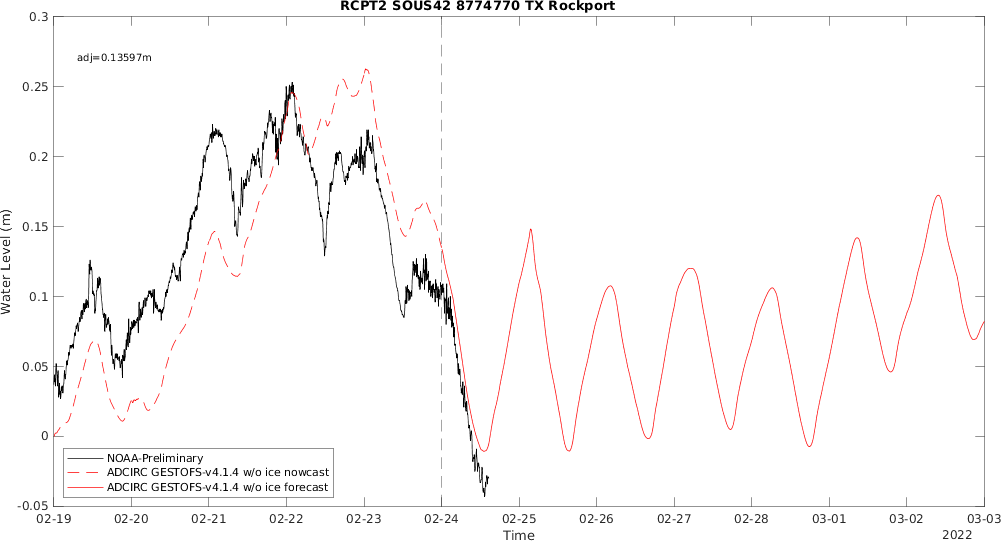 RCPT2 SOUS42 8774770 TX Rockport
0.3
adj=0.13597m
0.25
0.2
0.15
Water Level (m)
0.1
0.05
0
NOAA-Preliminary
ADCIRC GESTOFS-v4.1.4 w/o ice nowcast
ADCIRC GESTOFS-v4.1.4 w/o ice forecast
-0.05
02-19 02-20 02-21 02-22 02-23 02-24 02-25 02-26 02-27 02-28 03-01 03-02 03-03
Time
2022